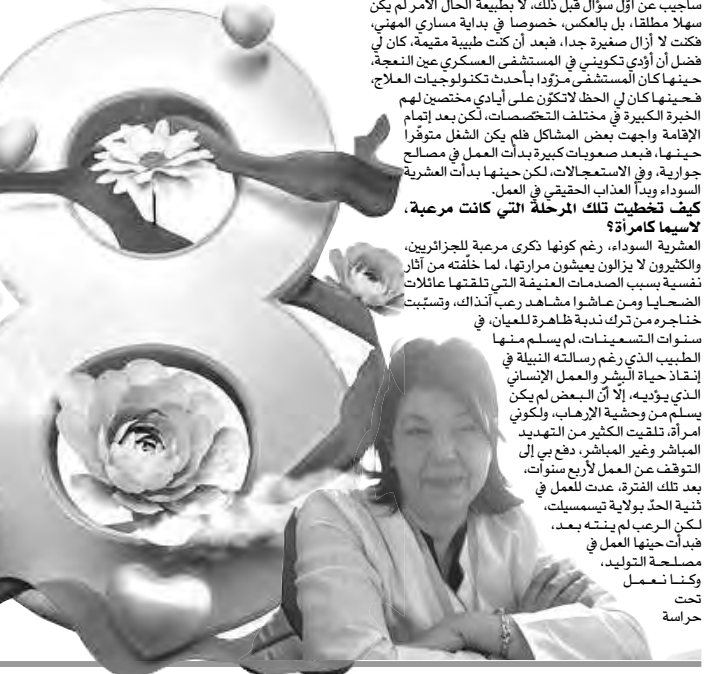 سأجيب عن أوّل سؤال قبل ذلك، لا بطبيعة الحال الأمر لم يكن
سهلا مطلقا، بل بالعكس، خصوصا في بداية مساري المهني،
فكنت لا أزال صغيرة جدا، فبعد أن كنت طبيبة مقيمة، كان لي
فضل أن أؤدي تكويني في المستشفى العسكري عين النعجة،
حينها كان المستشفى مزوّدا بأحدث تكنولوجيات العلاج،
فحينها كان لي الحظ لاتكوّن على أيادي مختصين لهم
الخبرة الكبيرة في مختلف التخصصات، لكن بعد إتمام
الإقامة واجهت بعض المشاكل فلم يكن الشغل متوفّرا
حينها، فبعد صعوبات كبيرة بدأت العمل في مصالح
جوارية، وفي الاستعجالات، لكن حينها بدأت العشرية
السوداء وبدأ العذاب الحقيقي في العمل.
كيف تخطيت تلك المرحلة التي كانت مرعبة،
لاسيما كامرأة؟
العشرية السوداء، رغم كونها ذكرى مرعبة للجزائريين،
والكثيرون لا يزالون يعيشون مرارتها، لما خلّفته من آثار
نفسية بسبب الصدمات العنيفة التي تلقتها عائلات
الضحايا ومن عاشوا مشاهد رعب آنذاك، وتسبّبت
خناجره من ترك ندبة ظاهرة للعيان، في
سنوات التسعينات، لم يسلم منها
الطبيب الذي رغم رسالته النبيلة في
إنقاذ حياة البشر والعمل الإنساني
الذي يؤديه، إلّا أنّ البعض لم يكن
يسلم من وحشية الإرهاب، ولكوني
امرأة، تلقيت الكثير من التهديد
المباشر وغير المباشر، دفع بي إلى
التوقف عن العمل لأربع سنوات،
بعد تلك الفترة، عدت للعمل في
ثنية الحدّ بولاية تيسمسيلت،
لكن الرعب لم ينته بعد،
فبدأت حينها العمل في
مصلحة التوليد،
وكنا نعمل
تحت
حراسة